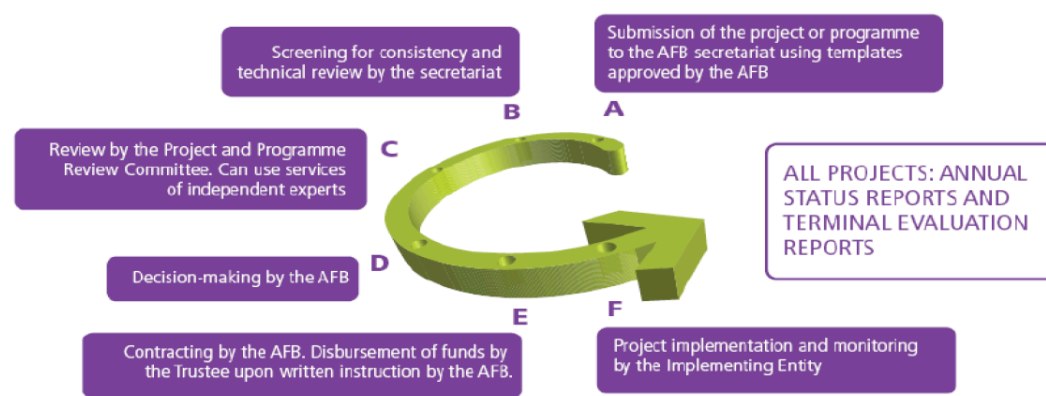 Submission of the project or programme
to the AFB secretariat using templates
approved by the AFB
A
Screening for consistency and
technical review by the secretariat
B
Review by the Project and Programme
Review Committee. Can use services
of independent experts
C
Decision-making by the AFB
D
Contracting by the AFB. Disbursement of funds by
the Trustee upon written instruction by the AFB.
E
Project implementation and monitoring
by the Implementing Entity
F
ALL PROJECTS: ANNUAL
STATUS REPORTS AND
TERMINAL EVALUATION
REPORTS